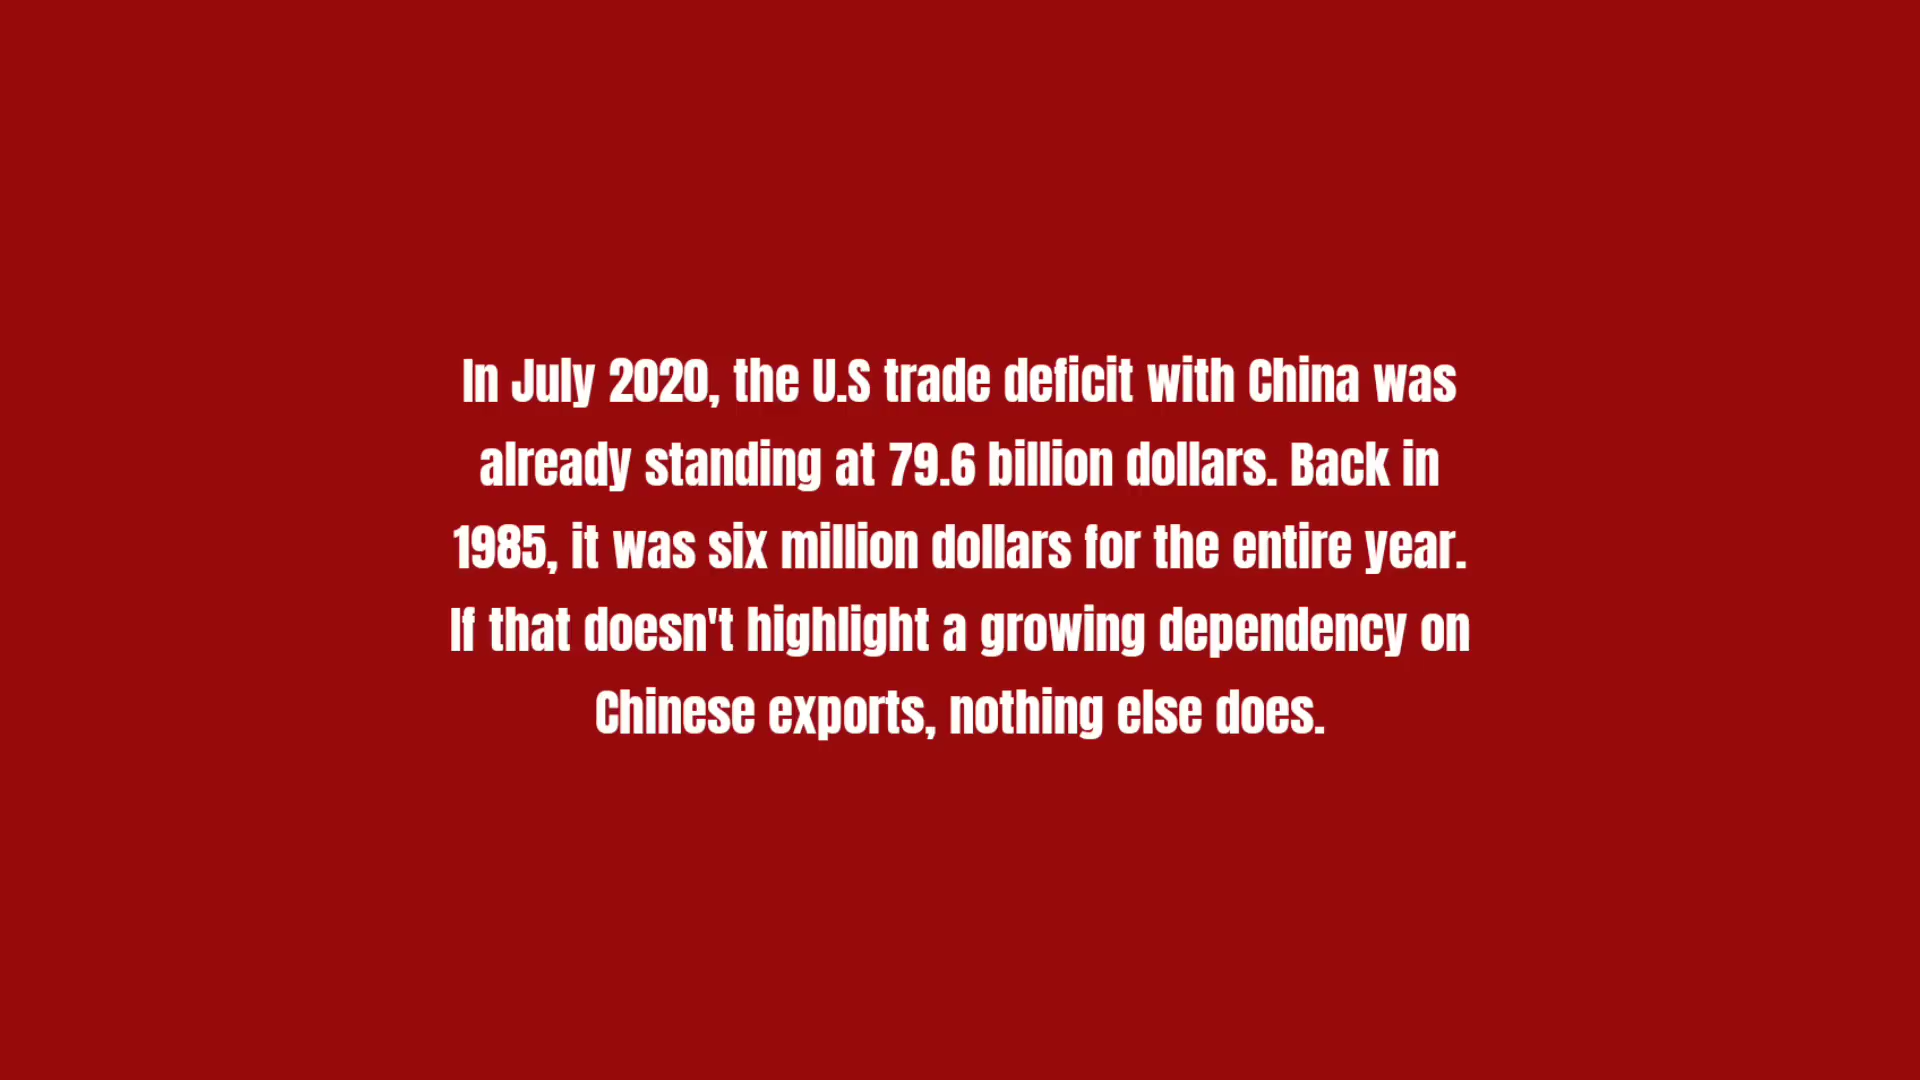 In July 2020, the U.S trade deficit with China was
already standing at 79.6 billion dollars. Back in
1985, it was six million dollars for the entire year.
If that doesn't highlight a growing dependency on
Chinese exports, nothing else does.